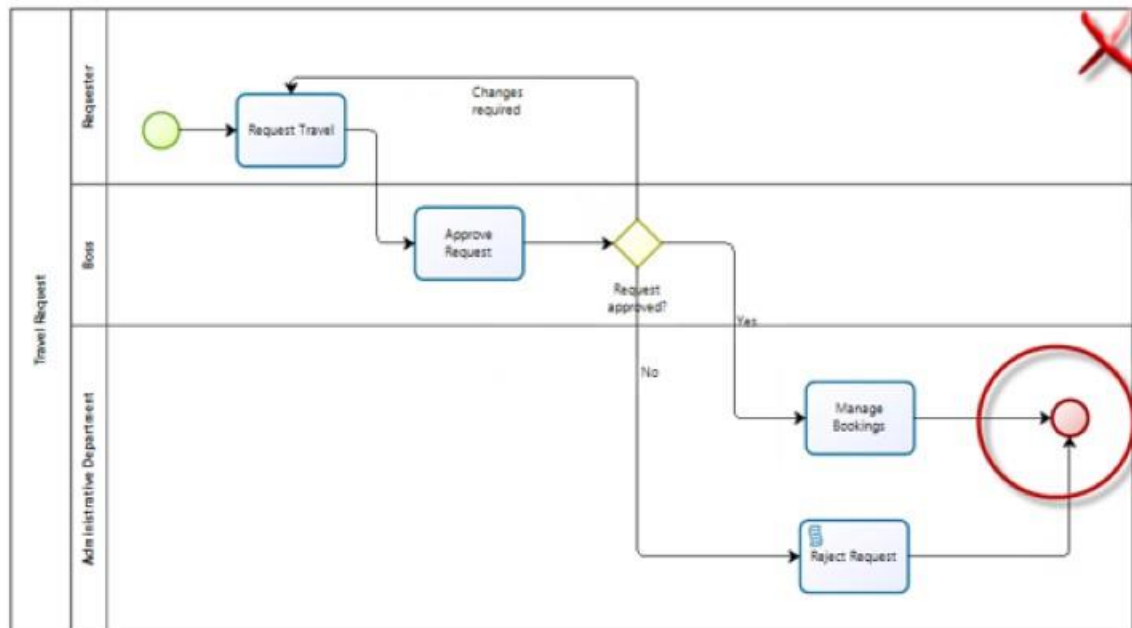 Travel Request
Requester
Boss
Administrative Department
Request Travel
Changes
required
Approve
Request
Request
approved?
Yes
No
Manage
Bookings
Reject Request